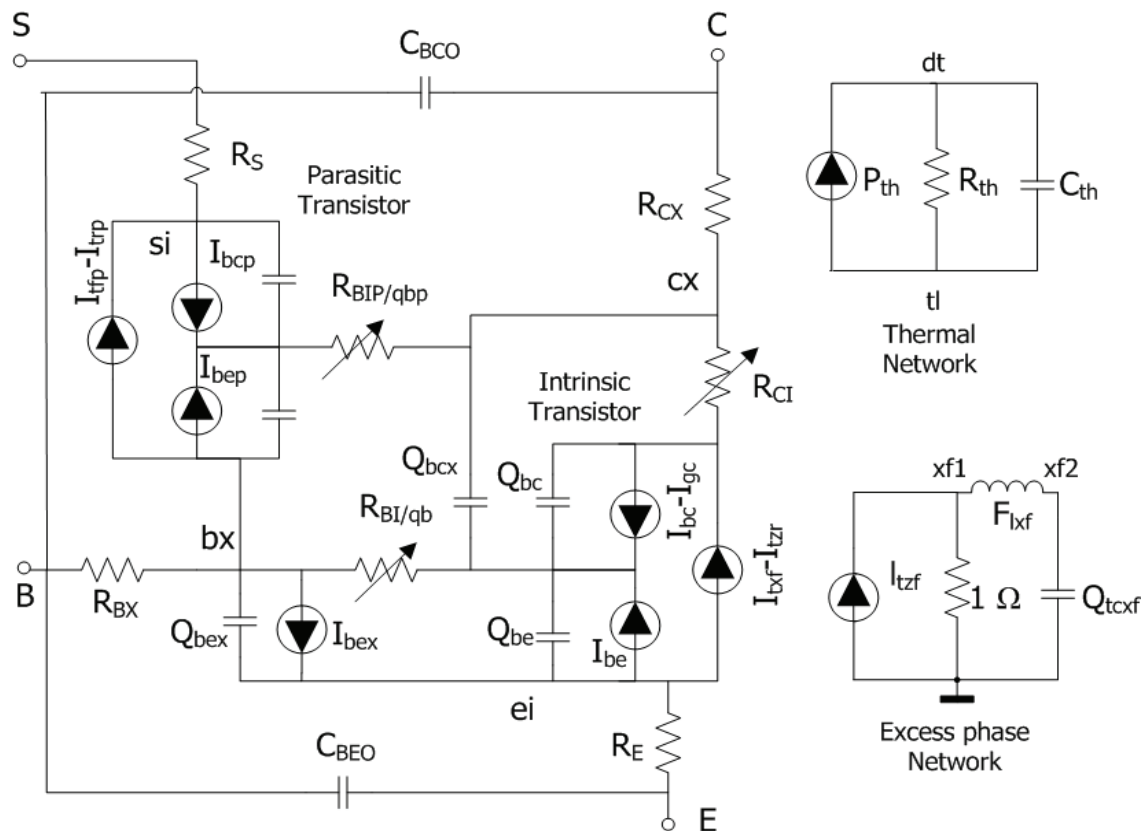 S
C
C_BCO
dt
R_S
Parasitic
Transistor
P_th
R_th
C_th
R_CX
si
I_bcp
I_tfp-I_trp
R_BIP/qbp
cx
tl
Thermal
Network
I_bep
Intrinsic
Transistor
R_CI
Q_bcx
Q_bc
I_bc-I_gc
xf1
xf2
F_lxf
R_BI/qb
bx
I_txf-I_tzr
B
R_BX
I_tzf
1 Ω
Q_tcxf
Q_bex
I_bex
Q_be
I_be
ei
R_E
C_BEO
Excess phase
Network
E